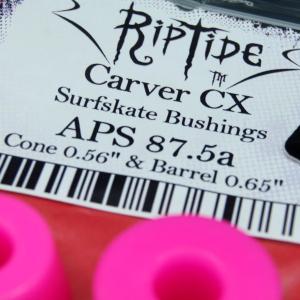 RipTide ™
Carver CX
Surfskate Bushings
APS 87.5a
Cone 0.56" & Barrel 0.65"